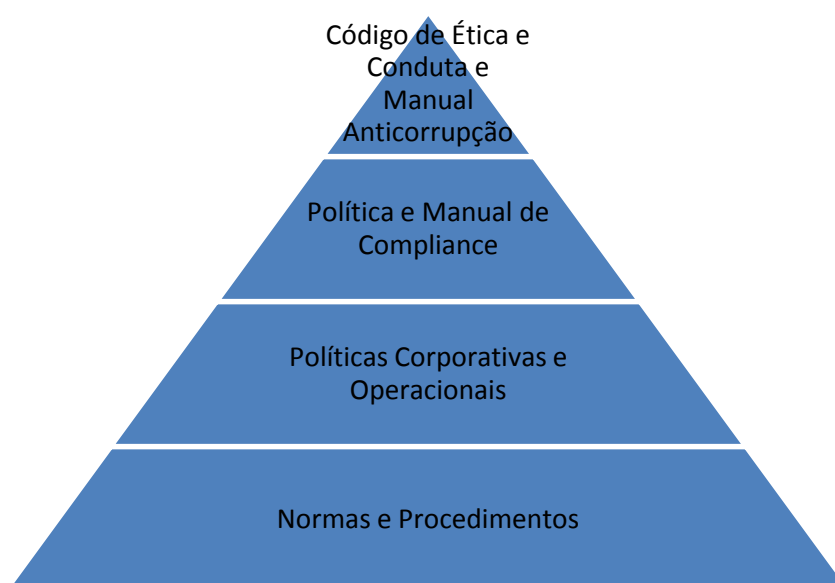 Código de Ética e
Conduta e
Manual
Anticorrupção
Política e Manual de
Compliance
Políticas Corporativas e
Operacionais
Normas e Procedimentos